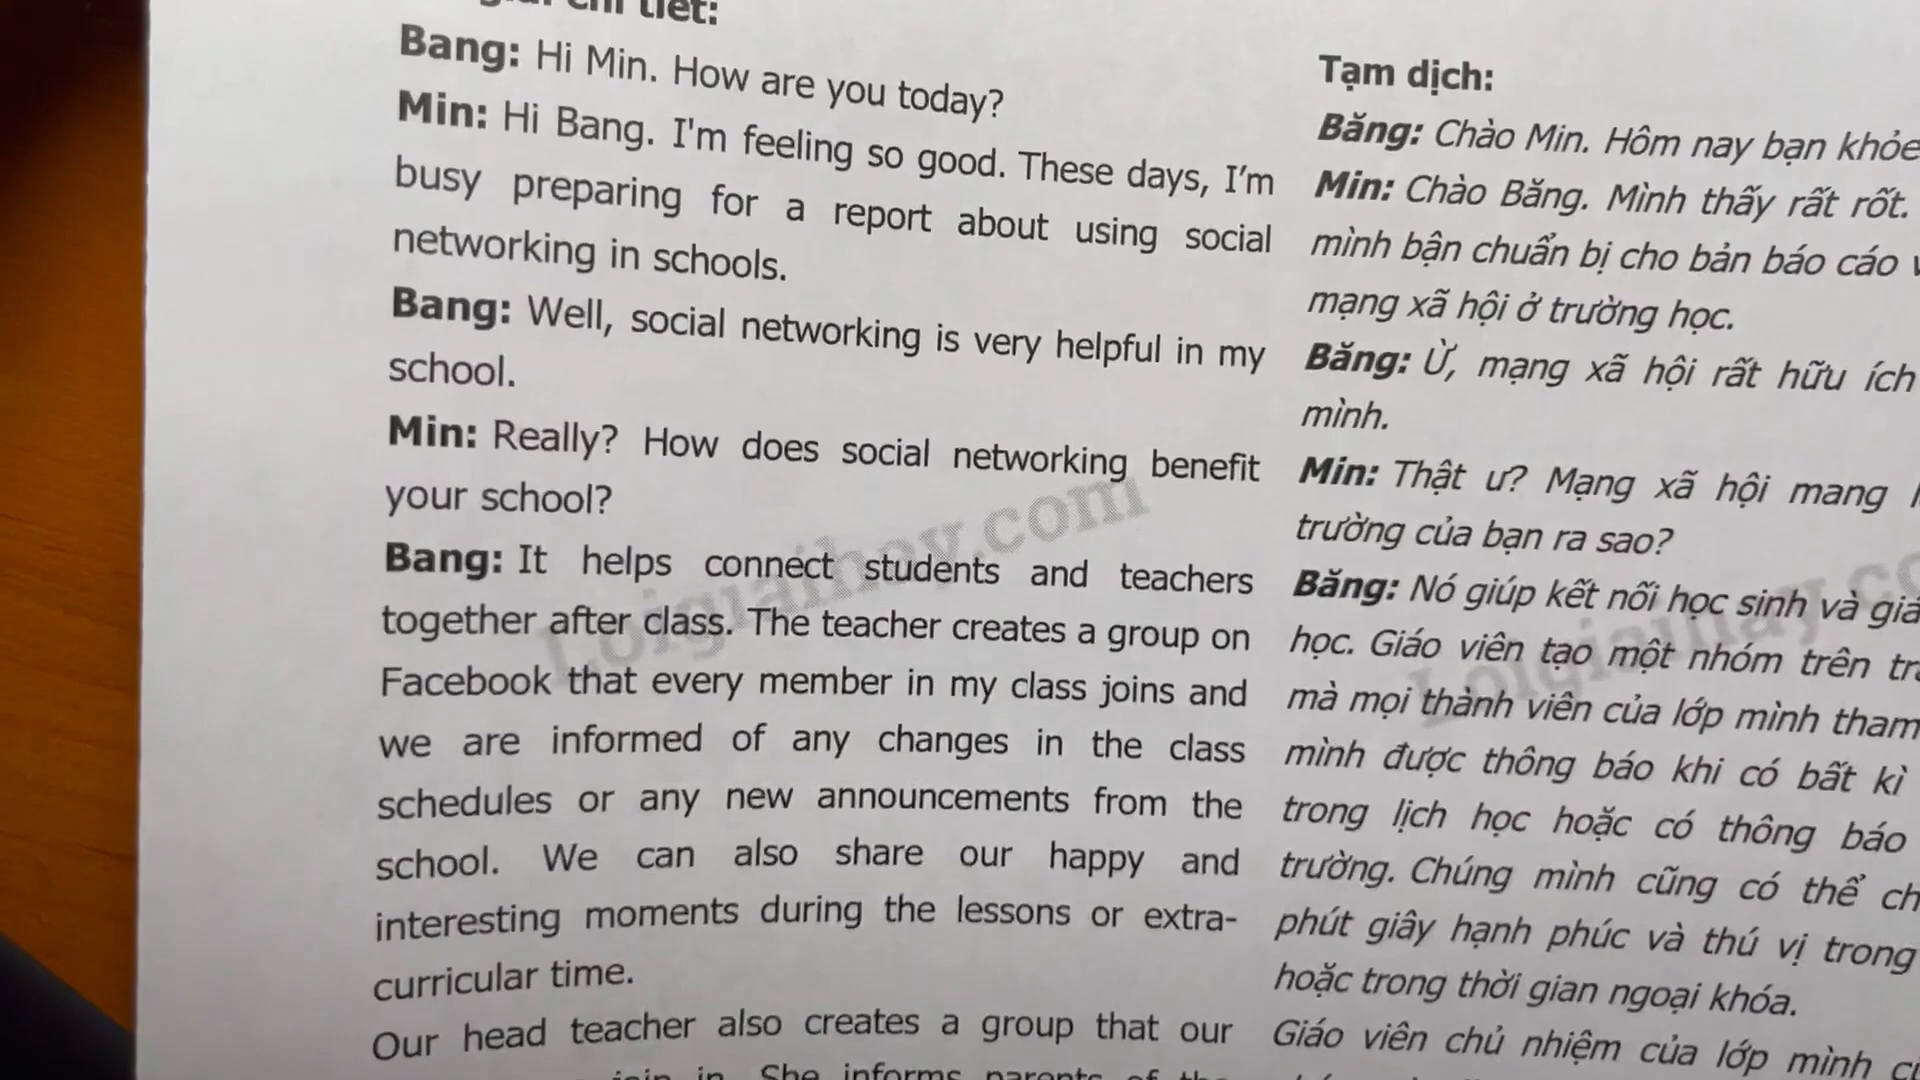 chi tiết:
Bang: Hi Min. How are you today?
Min: Hi Bang. I'm feeling so good. These days, I'm
busy preparing for a report about using social
networking in schools.
Bang: Well, social networking is very helpful in my
school.
Min: Really? How does social networking benefit
your school?
Bang: It helps connect students and teachers
together after class. The teacher creates a group on
Facebook that every member in my class joins and
we are informed of any changes in the class
schedules or any new announcements from the
school. We can also share our happy and
interesting moments during the lessons or extra-
curricular time.
Our head teacher also creates a group that our
join in. She informs parents of the
Tạm dịch:
Băng: Chào Min. Hôm nay bạn khỏe
Min: Chào Băng. Mình thấy rất rốt.
mình bận chuẩn bị cho bản báo cáo
mạng xã hội ở trường học.
Băng: Ừ, mạng xã hội rất hữu ích
mình.
Min: Thật ư? Mạng xã hội mang
trường của bạn ra sao?
Băng: Nó giúp kết nối học sinh và
học. Giáo viên tạo một nhóm trên
mà mọi thành viên của lớp mình tham
mình được thông báo khi có bất kì
trong lịch học hoặc có thông báo
trường. Chúng mình cũng có thể
phút giây hạnh phúc và thú vị trong
hoặc trong thời gian ngoại khóa.
Giáo viên chủ nhiệm của lớp mình
Loigiaihay.com